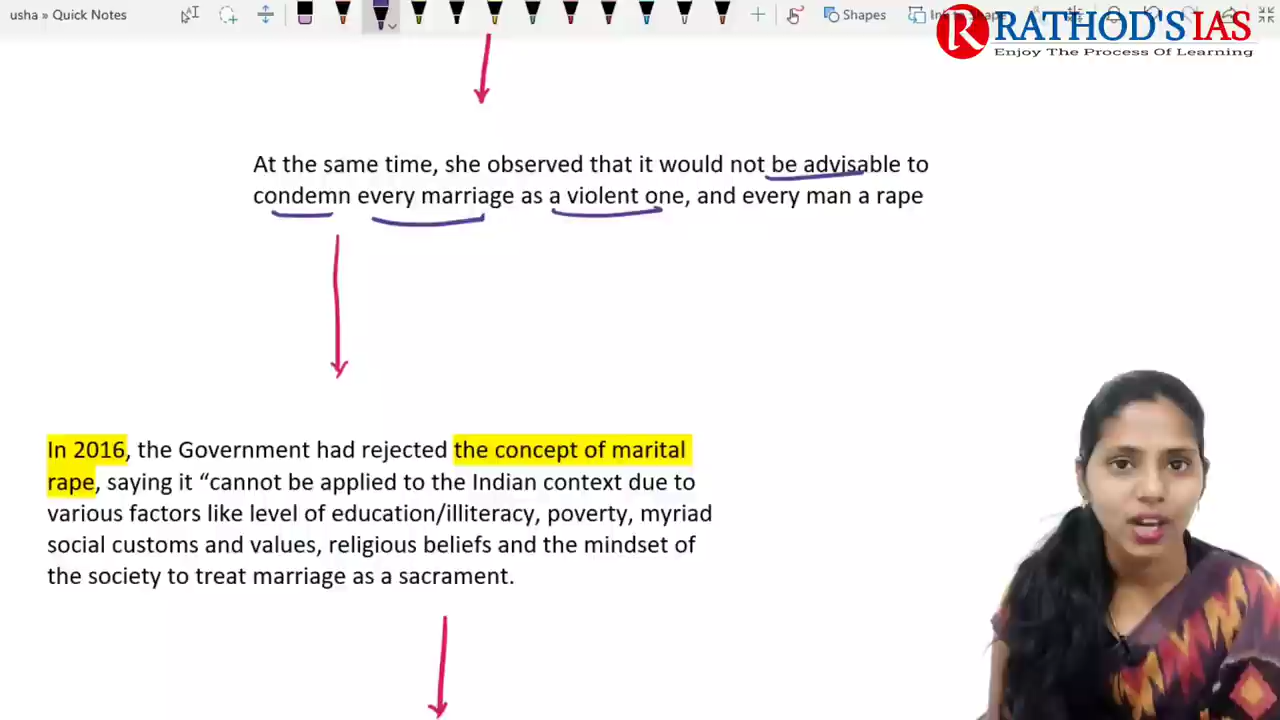 usha » Quick Notes
Shapes
RATHOD'S IAS
Enjoy The Process Of Learning
At the same time, she observed that it would not be advisable to
condemn every marriage as a violent one, and every man a rape
In 2016, the Government had rejected the concept of marital
rape, saying it “cannot be applied to the Indian context due to
various factors like level of education/illiteracy, poverty, myriad
social customs and values, religious beliefs and the mindset of
the society to treat marriage as a sacrament.